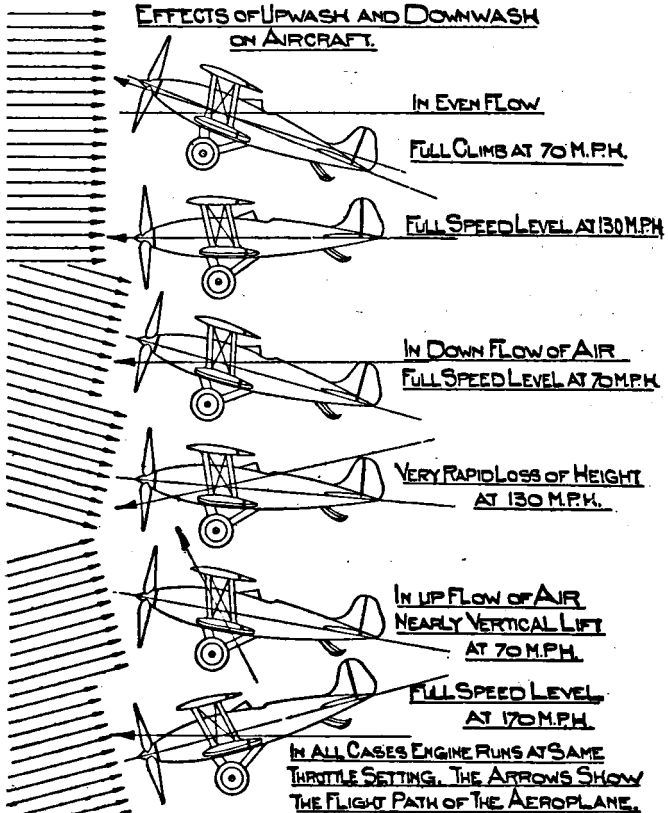 EFFECTS OF UPWASH AND DOWNWASH
ON AIRCRAFT.
IN EVEN FLOW
FULL CLIMB AT 70 M.P.H.
FULL SPEED LEVEL AT 130 M.P.H
IN DOWN FLOW OF AIR
FULL SPEED LEVEL AT 70 M.P.H.
VERY RAPID LOSS OF HEIGHT
AT 130 M.P.H.
IN UP FLOW OF AIR
NEARLY VERTICAL LIFT
AT 70 M.P.H.
FULL SPEED LEVEL
AT 170 M.P.H.
IN ALL CASES ENGINE RUNS AT SAME
THROTTLE SETTING. THE ARROWS SHOW
THE FLIGHT PATH OF THE AEROPLANE.